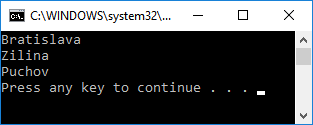 C:\WINDOWS\system32\...
Bratislava
Zilina
Puchov
Press any key to continue . . .